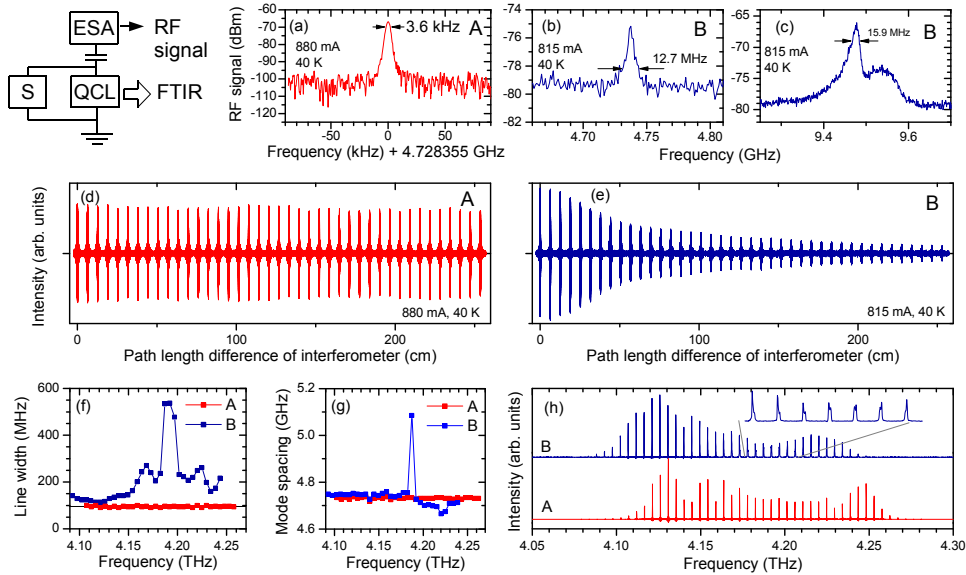 ESA
RF signal
S
QCL
FTIR
(a)
A
3.6 kHz
880 mA
40 K
RF signal (dBm)
-60
-70
-80
-90
-100
-110
-50
0
50
Frequency (kHz) + 4.728355 GHz
(b)
B
815 mA
40 K
12.7 MHz
-74
-76
-78
-80
-82
4.70
4.75
4.80
(c)
B
815 mA
40 K
15.9 MHz
-65
-70
-75
-80
9.4
9.6
Frequency (GHz)
(d)
A
Intensity (arb. units)
880 mA, 40 K
0
100
200
Path length difference of interferometer (cm)
(e)
B
815 mA, 40 K
0
100
200
Path length difference of interferometer (cm)
(f)
A
B
Line width (MHz)
600
400
200
0
4.10
4.15
4.20
4.25
Frequency (THz)
(g)
A
B
Mode spacing (GHz)
5.2
5.0
4.8
4.6
4.10
4.15
4.20
4.25
Frequency (THz)
(h)
B
A
Intensity (arb. units)
4.05
4.10
4.15
4.20
4.25
4.30
Frequency (THz)